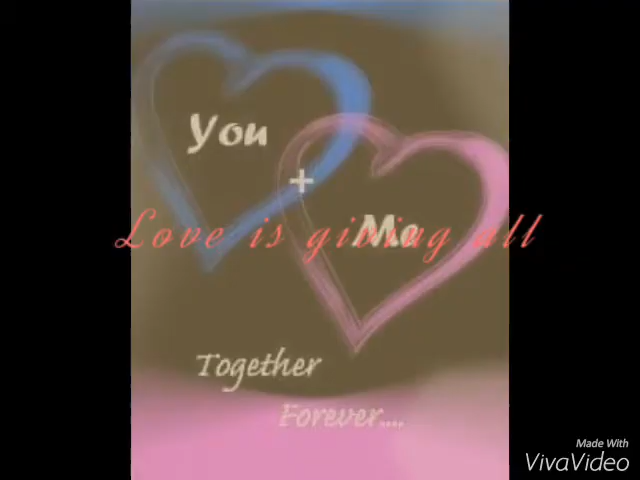 You
+
Me
Love is giving all
Together
Forever....
Made With
VivaVideo